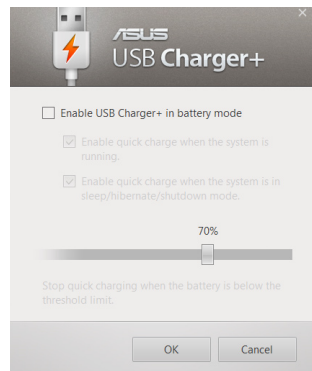 ASUS
USB Charger+
Enable USB Charger+ in battery mode
Enable quick charge when the system is
running.
Enable quick charge when the system is in
sleep/hibernate/shutdown mode.
70%
Stop quick charging when the battery is below the
threshold limit.
OK Cancel